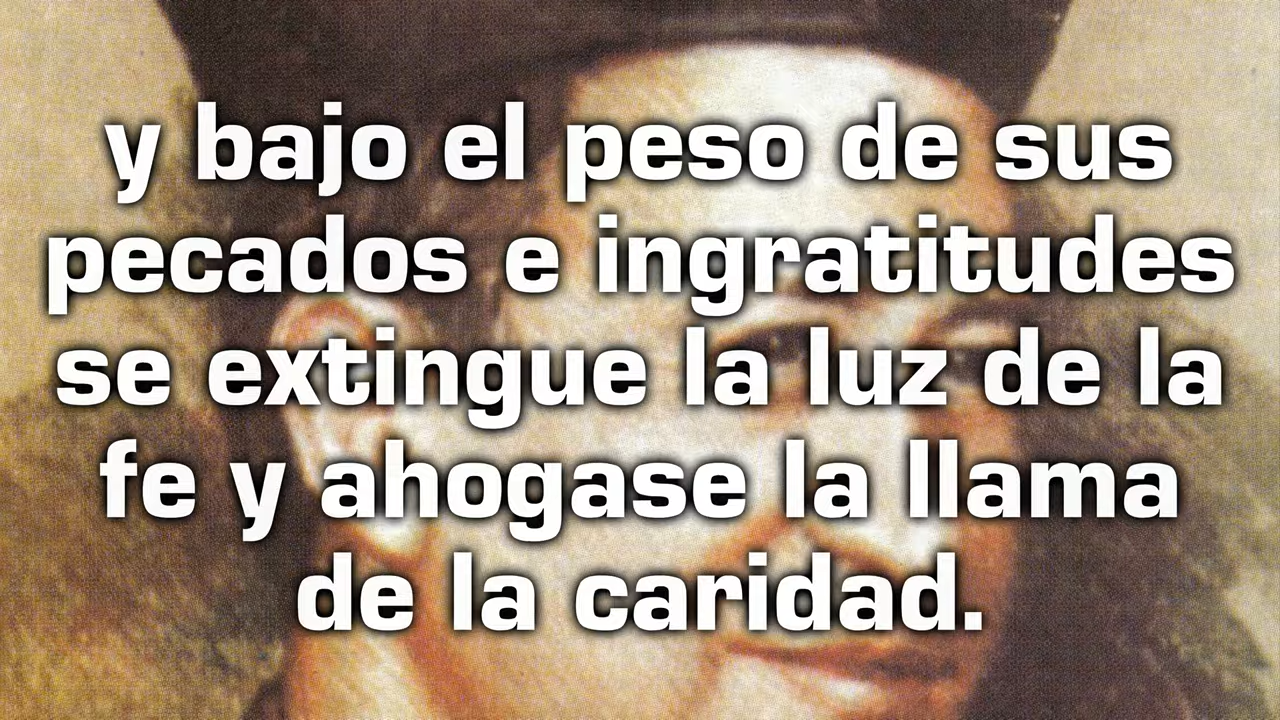 y bajo el peso de sus
pecados e ingratitudes
se extingue la luz de la
fe y ahogase la llama
de la caridad.